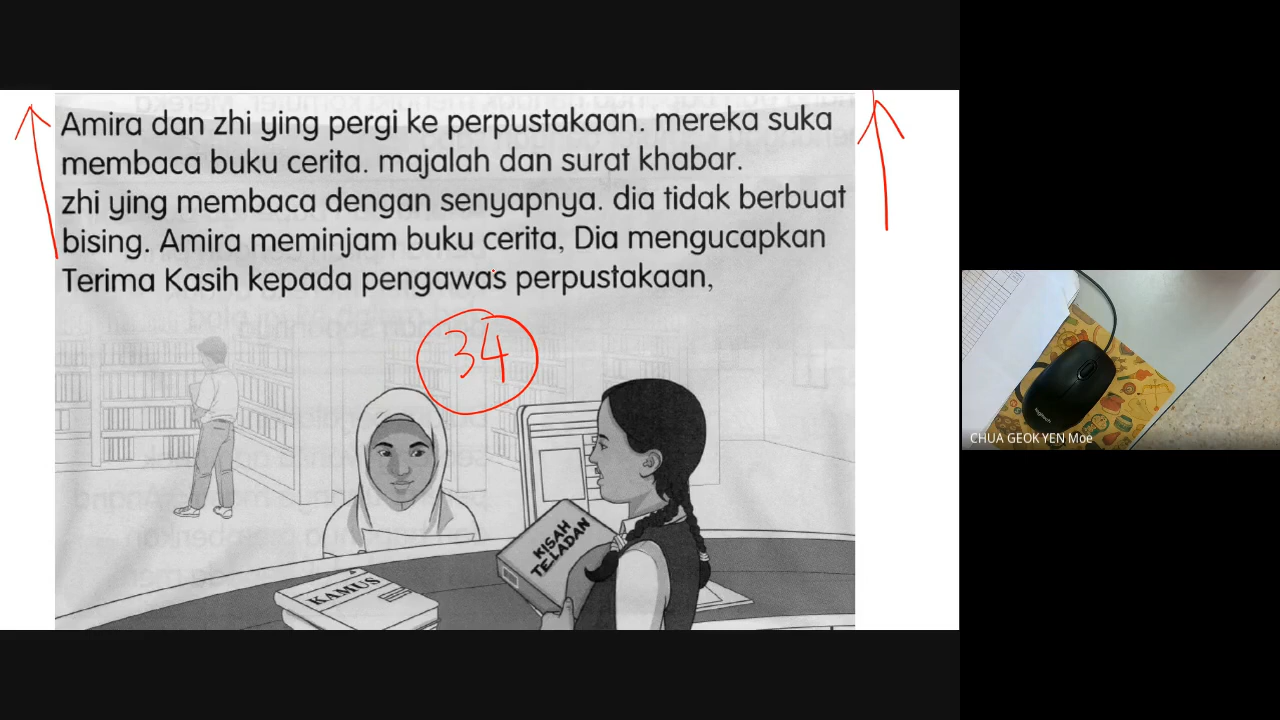 Amira dan zhi ying pergi ke perpustakaan. mereka suka
membaca buku cerita. majalah dan surat khabar.
zhi ying membaca dengan senyapnya. dia tidak berbuat
bising. Amira meminjam buku cerita, Dia mengucapkan
Terima Kasih kepada pengawas perpustakaan,
34
KISAH
TELADAN
KAMUS
CHUA GEOK YEN Moe